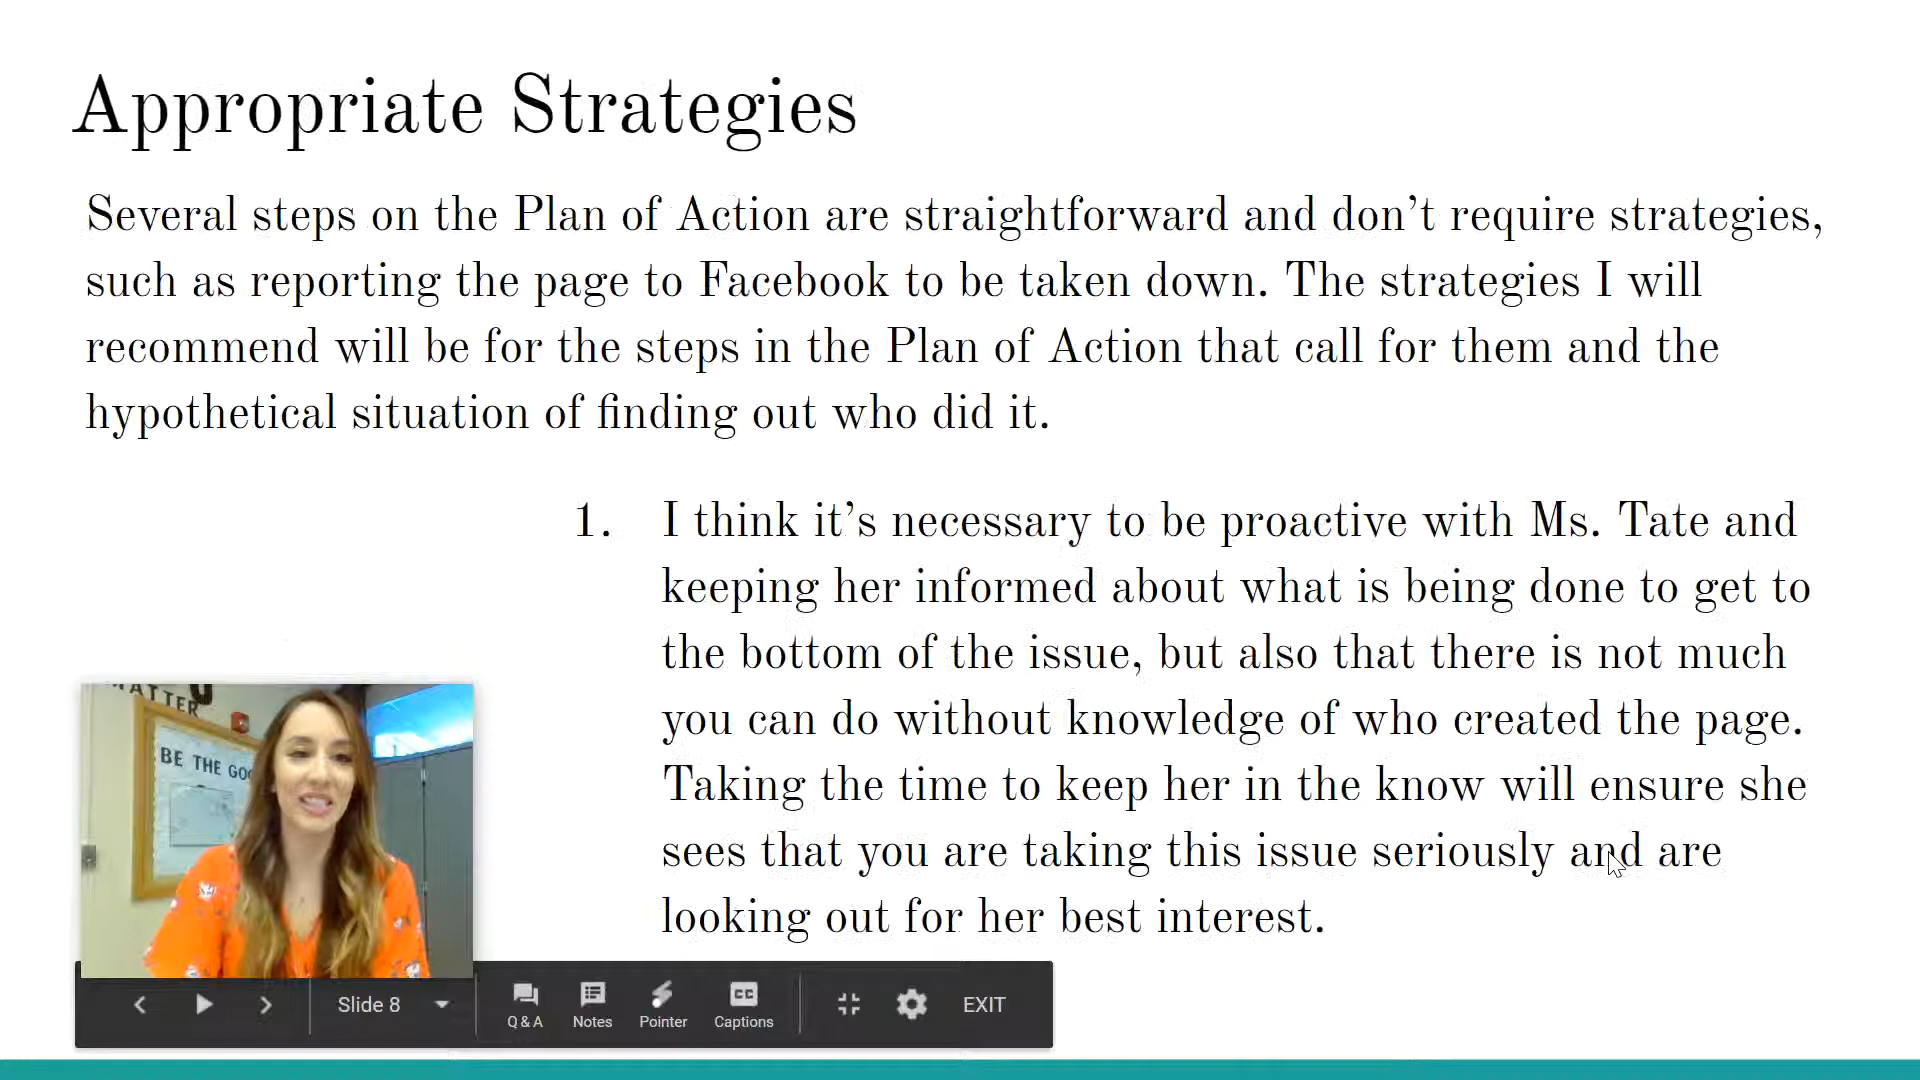 Appropriate Strategies
Several steps on the Plan of Action are straightforward and don’t require strategies,
such as reporting the page to Facebook to be taken down. The strategies I will
recommend will be for the steps in the Plan of Action that call for them and the
hypothetical situation of finding out who did it.
1. I think it’s necessary to be proactive with Ms. Tate and
keeping her informed about what is being done to get to
the bottom of the issue, but also that there is not much
you can do without knowledge of who created the page.
Taking the time to keep her in the know will ensure she
sees that you are taking this issue seriously and are
looking out for her best interest.
MATTER
BE THE GOO
Slide 8
Q & A
Notes
Pointer
CC
Captions
EXIT